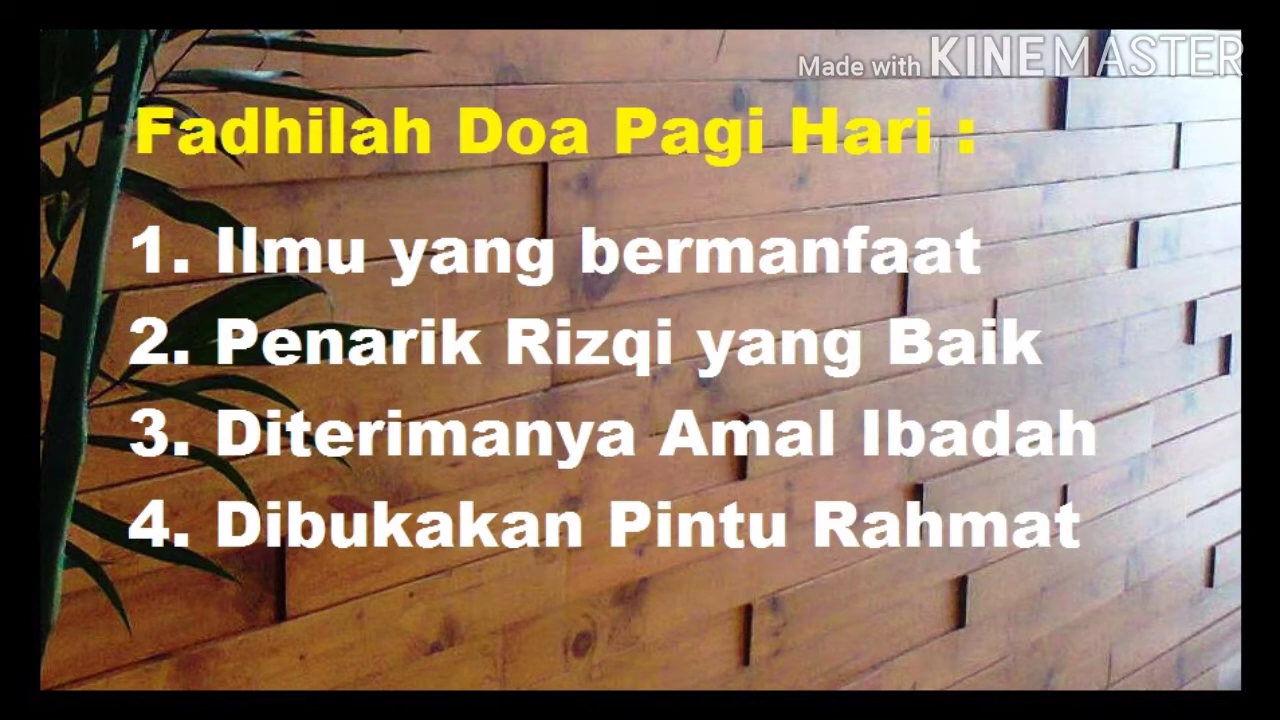 Made with KINEMASTER
Fadhilah Doa Pagi Hari :
1. Ilmu yang bermanfaat
2. Penarik Rizqi yang Baik
3. Diterimanya Amal Ibadah
4. Dibukakan Pintu Rahmat